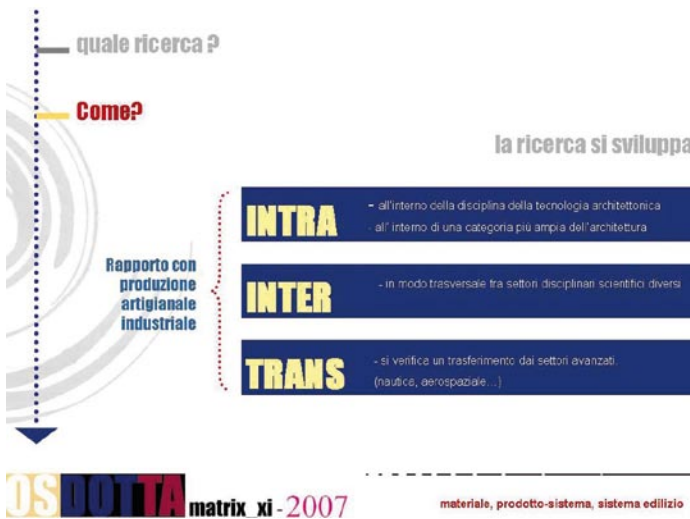 quale ricerca ?
Come?
la ricerca si sviluppa
INTRA
- all'interno della disciplina della tecnologia architettonica
- all' interno di una categoria più ampia dell'architettura
Rapporto con
produzione
artigianale
industriale
INTER
- in modo trasversale fra settori disciplinari scientifici diversi
TRANS
- si verifica un trasferimento dai settori avanzati.
(nautica, aerospaziale...)
OSDOTTA matrix_xi - 2007
materiale, prodotto-sistema, sistema edilizio